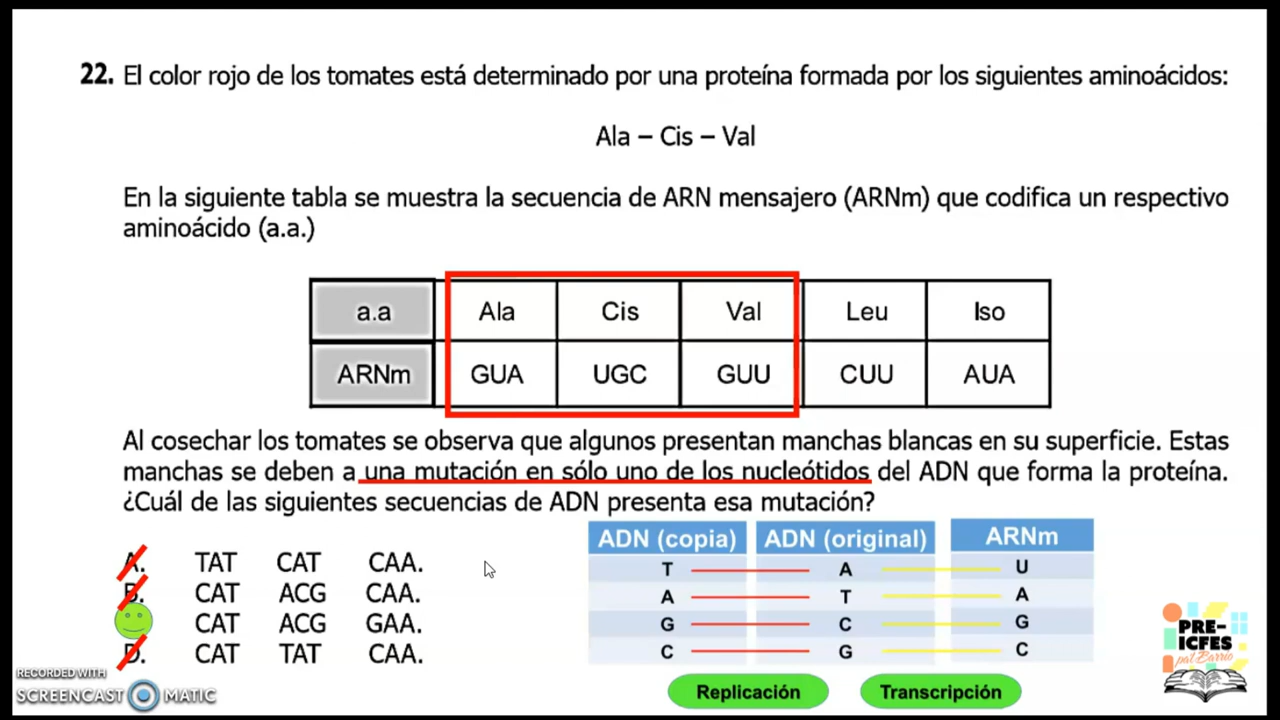 22. El color rojo de los tomates está determinado por una proteína formada por los siguientes aminoácidos:
Ala – Cis – Val
En la siguiente tabla se muestra la secuencia de ARN mensajero (ARNm) que codifica un respectivo
aminoácido (a.a.)
a.a Ala Cis Val Leu Iso
ARNm GUA UGC GUU CUU AUA
Al cosechar los tomates se observa que algunos presentan manchas blancas en su superficie. Estas
manchas se deben a una mutación en sólo uno de los nucleótidos del ADN que forma la proteína.
¿Cuál de las siguientes secuencias de ADN presenta esa mutación?
A. TAT CAT CAA.
B. CAT ACG CAA.
CAT ACG GAA.
D. CAT TAT CAA.
ADN (copia) ADN (original) ARNm
T A U
A T A
G C G
C G C
Replicación Transcripción
PRE-
ICFES
pal Barrio
RECORDED WITH
SCREENCAST MATIC